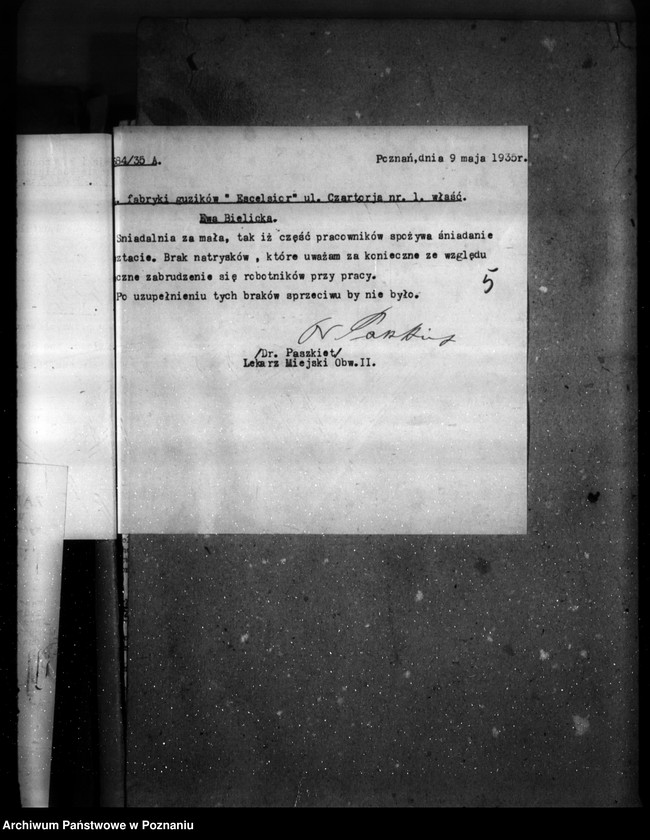 84/35 A.
Poznań,dnia 9 maja 1935r.
. fabryki guzików " Excelsior" ul. Czartorja nr. 1. właść.
Ewa Bielicka.
Sniadalnia za mała, tak iż część pracowników spożywa śniadanie
ztacie. Brak natrysków , które uważam za konieczne ze względu
czne zabrudzenie się robotników przy pracy.
5
Po uzupełnieniu tych braków sprzeciwu by nie było.
/Dr. Paszkiet/
Lekarz Miejski Obw.II.
Archiwum Państwowe w Poznaniu